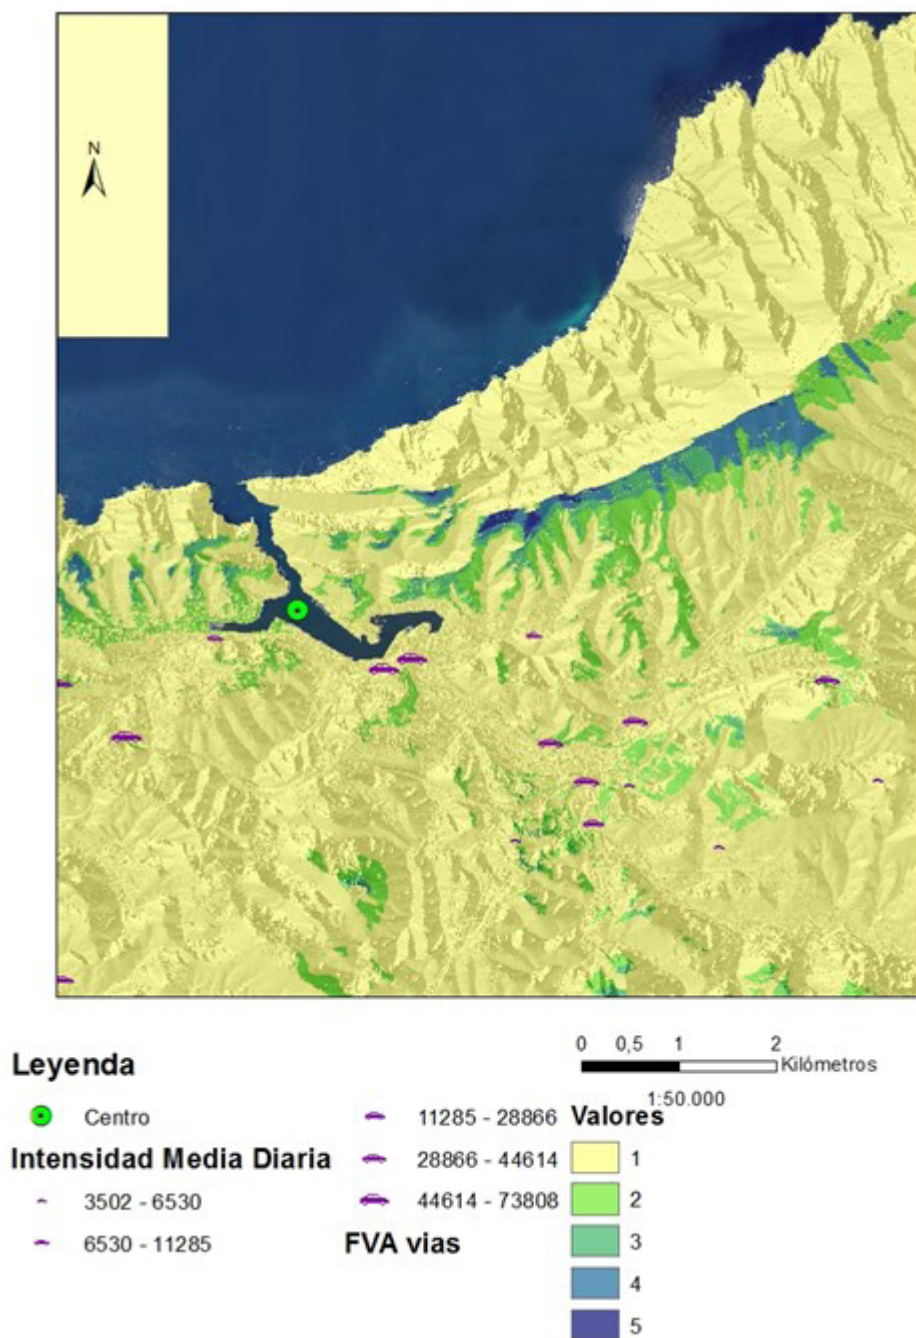 N
0 0,5 1 2
Kilómetros
1:50.000
Leyenda
Centro
Intensidad Media Diaria
3502 - 6530
6530 - 11285
11285 - 28866
28866 - 44614
44614 - 73808
FVA vias
Valores
1
2
3
4
5